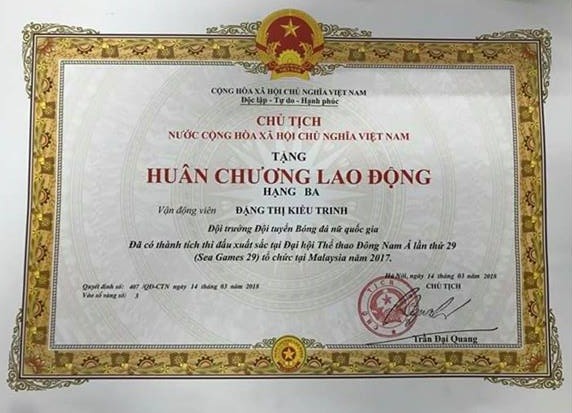 CỘNG HÒA XÃ HỘI CHỦ NGHĨA VIỆT NAM
Độc lập - Tự do - Hạnh phúc
CHỦ TỊCH
NƯỚC CỘNG HÒA XÃ HỘI CHỦ NGHĨA VIỆT NAM
TẶNG
HUÂN CHƯƠNG LAO ĐỘNG
HẠNG BA
Vận động viên ĐẶNG THỊ KIỀU TRINH
Đội trưởng Đội tuyển Bóng đá nữ quốc gia
Đã có thành tích thi đấu xuất sắc tại Đại hội Thể thao Đông Nam Á lần thứ 29
(Sea Games 29) tổ chức tại Malaysia năm 2017.
Quyết định số: 407 /QĐ-CTN ngày 14 tháng 03 năm 2018
Vào sổ vàng số: 3
Hà Nội, ngày 14 tháng 03 năm 2018
CHỦ TỊCH
Trần Đại Quang